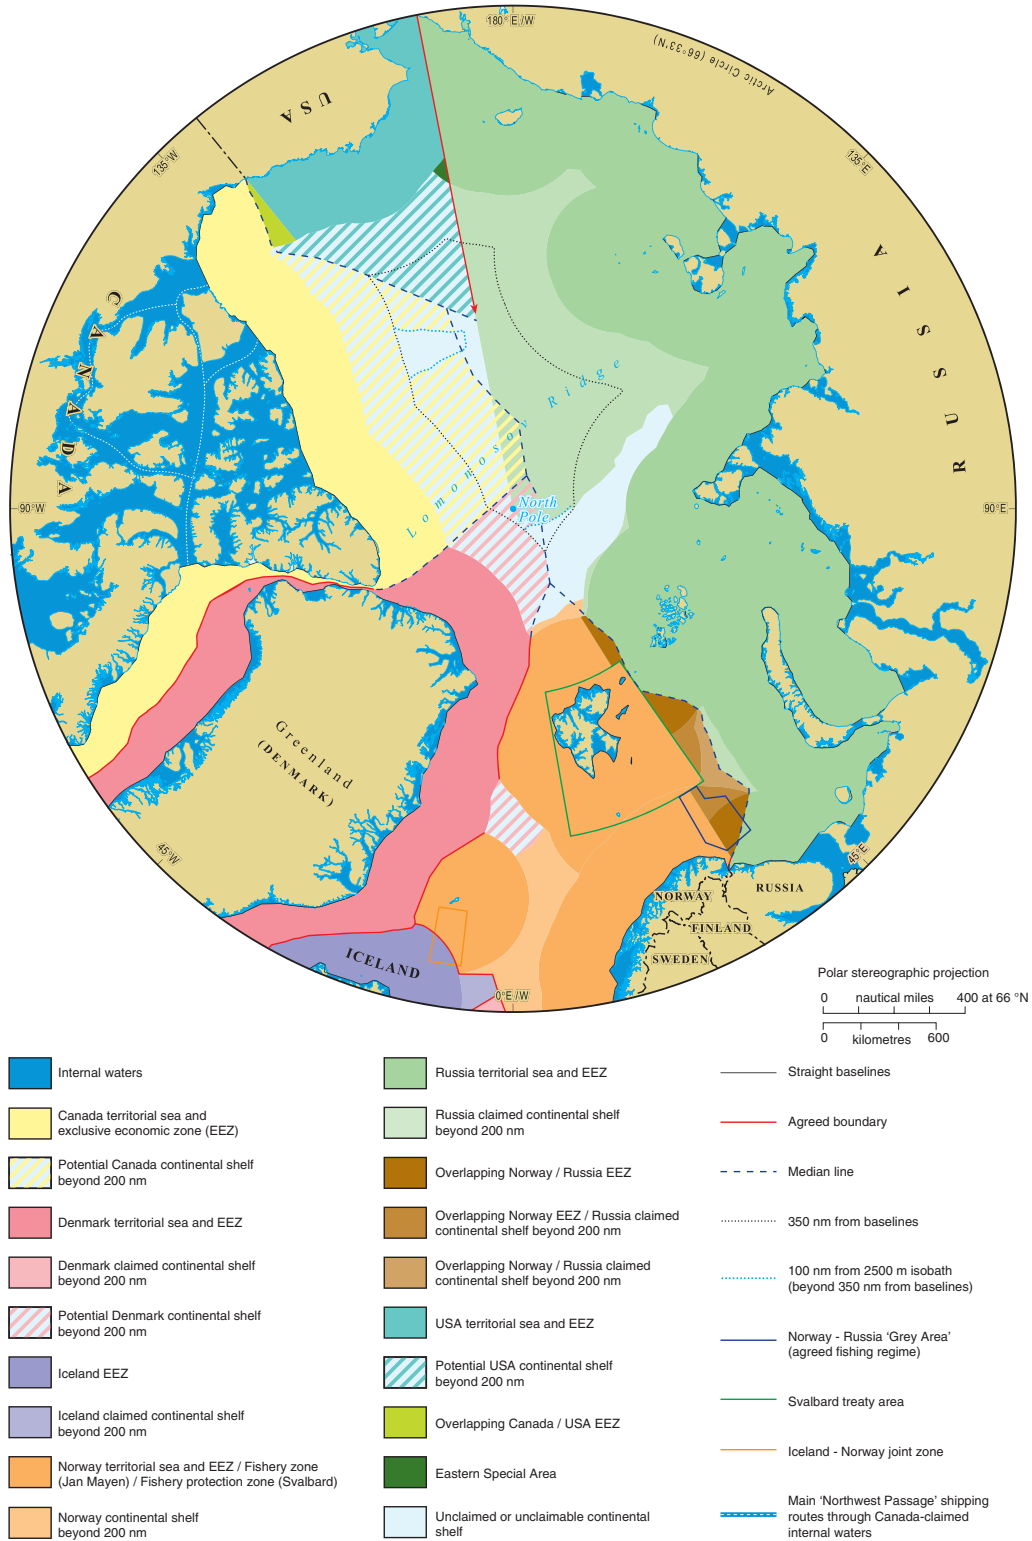 180° E /W
Arctic Circle (66°33'N)
USA
135°W
135°E
CANADA
RUSSIA
Lomonosov Ridge
90°W
90°E
North
Pole
Greenland
(DENMARK)
45°W
45°E
RUSSIA
NORWAY
FINLAND
SWEDEN
ICELAND
0°E /W
Polar stereographic projection
0 nautical miles 400 at 66 °N
0 kilometres 600
Internal waters
Canada territorial sea and
exclusive economic zone (EEZ)
Potential Canada continental shelf
beyond 200 nm
Denmark territorial sea and EEZ
Denmark claimed continental shelf
beyond 200 nm
Potential Denmark continental shelf
beyond 200 nm
Iceland EEZ
Iceland claimed continental shelf
beyond 200 nm
Norway territorial sea and EEZ / Fishery zone
(Jan Mayen) / Fishery protection zone (Svalbard)
Norway continental shelf
beyond 200 nm
Russia territorial sea and EEZ
Russia claimed continental shelf
beyond 200 nm
Overlapping Norway / Russia EEZ
Overlapping Norway EEZ / Russia claimed
continental shelf beyond 200 nm
Overlapping Norway / Russia claimed
continental shelf beyond 200 nm
USA territorial sea and EEZ
Potential USA continental shelf
beyond 200 nm
Overlapping Canada / USA EEZ
Eastern Special Area
Unclaimed or unclaimable continental
shelf
Straight baselines
Agreed boundary
Median line
350 nm from baselines
100 nm from 2500 m isobath
(beyond 350 nm from baselines)
Norway - Russia ‘Grey Area’
(agreed fishing regime)
Svalbard treaty area
Iceland - Norway joint zone
Main ‘Northwest Passage’ shipping
routes through Canada-claimed
internal waters